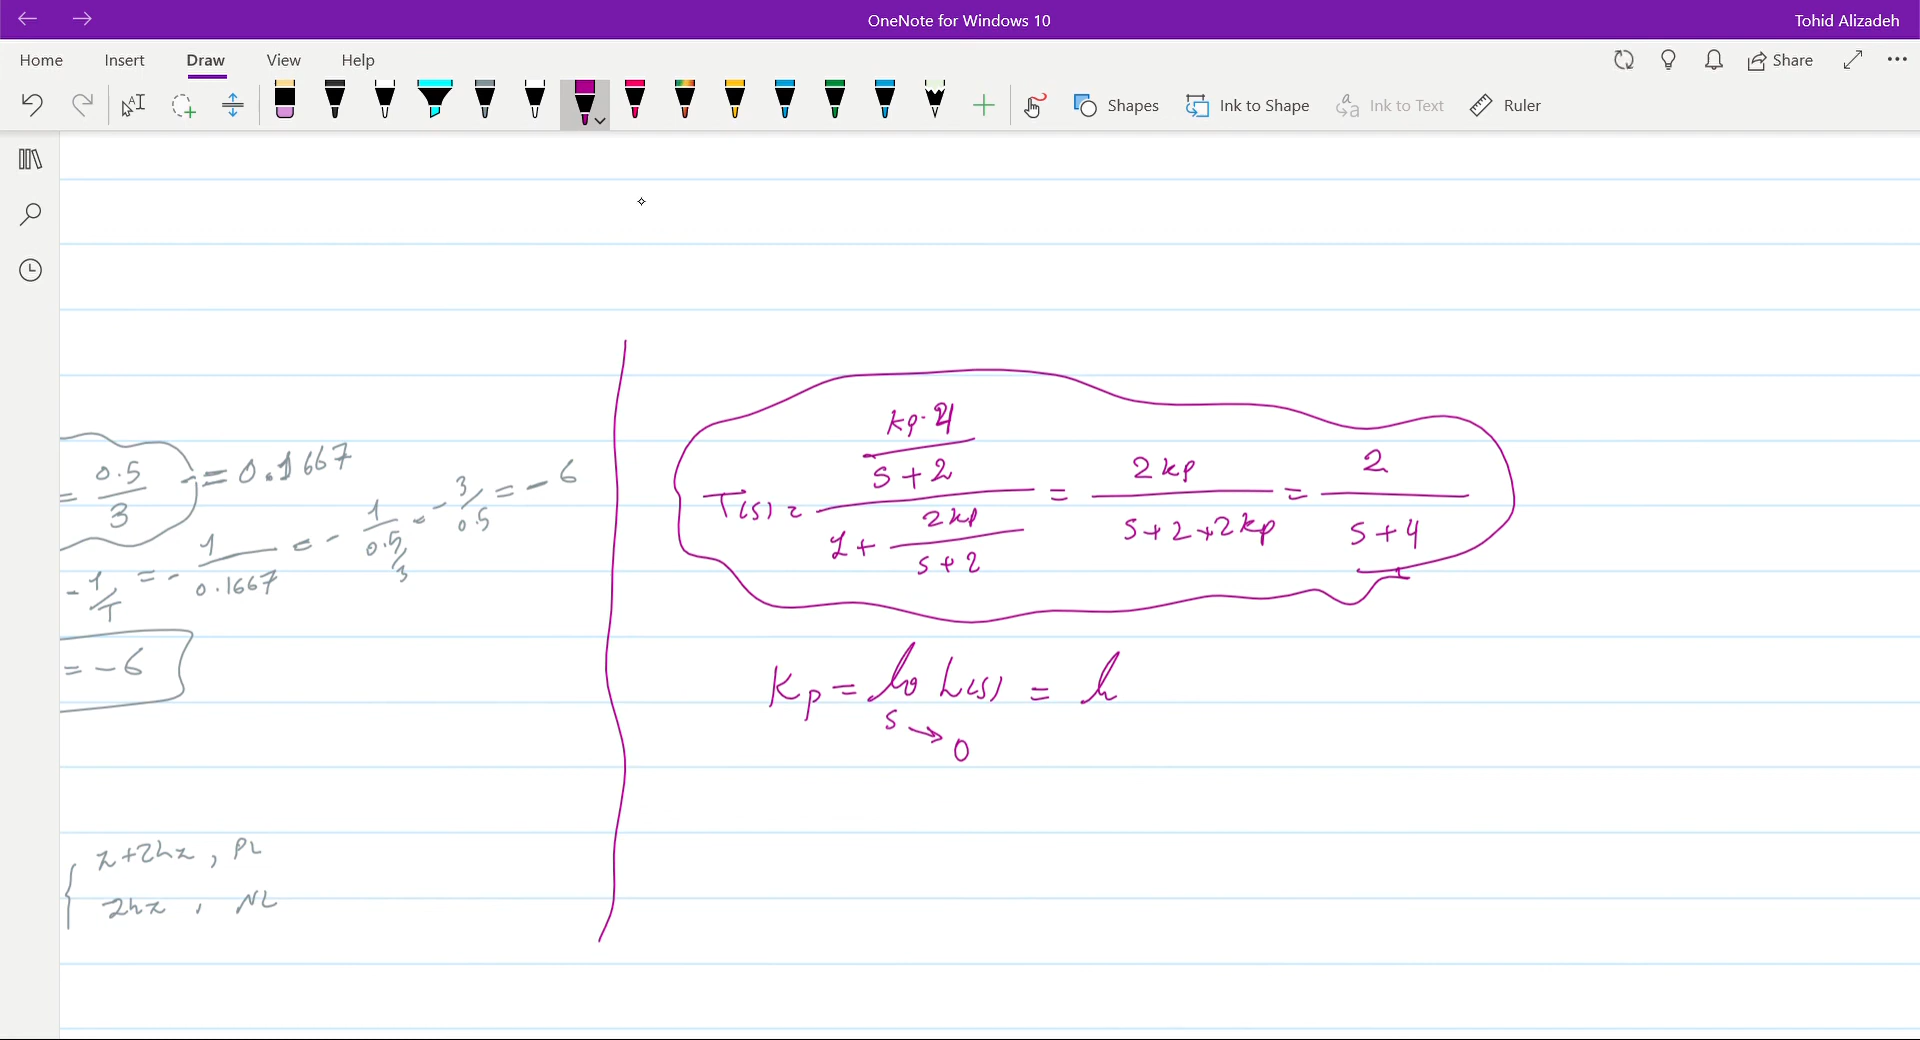 OneNote for Windows 10
Tohid Alizadeh
Home Insert Draw View Help
Share
Shapes Ink to Shape Ink to Text Ruler
= 0.5/3 = 0.1667
-1/T = - 1/0.1667 = - 1/(0.5/3) = - 3/0.5 = -6
= -6
2hz , NL
T(s) = (kp·2/(s+2)) / (1 + 2kp/(s+2)) = 2kp/(s+2+2kp) = 2/(s+4)
Kp = L(s) =
s → 0